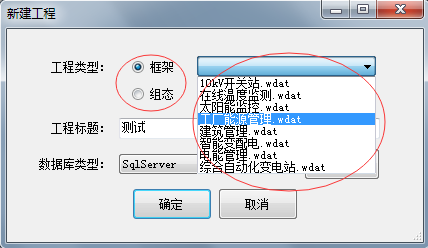 新建工程
工程类型:
框架
组态
10kV开关站.wdat
在线温度监测.wdat
太阳能监控.wdat
工厂能源管理.wdat
建筑管理.wdat
智能变配电.wdat
电能管理.wdat
综合自动化变电站.wdat
工程标题:
测试
数据库类型:
SqlServer
确定
取消